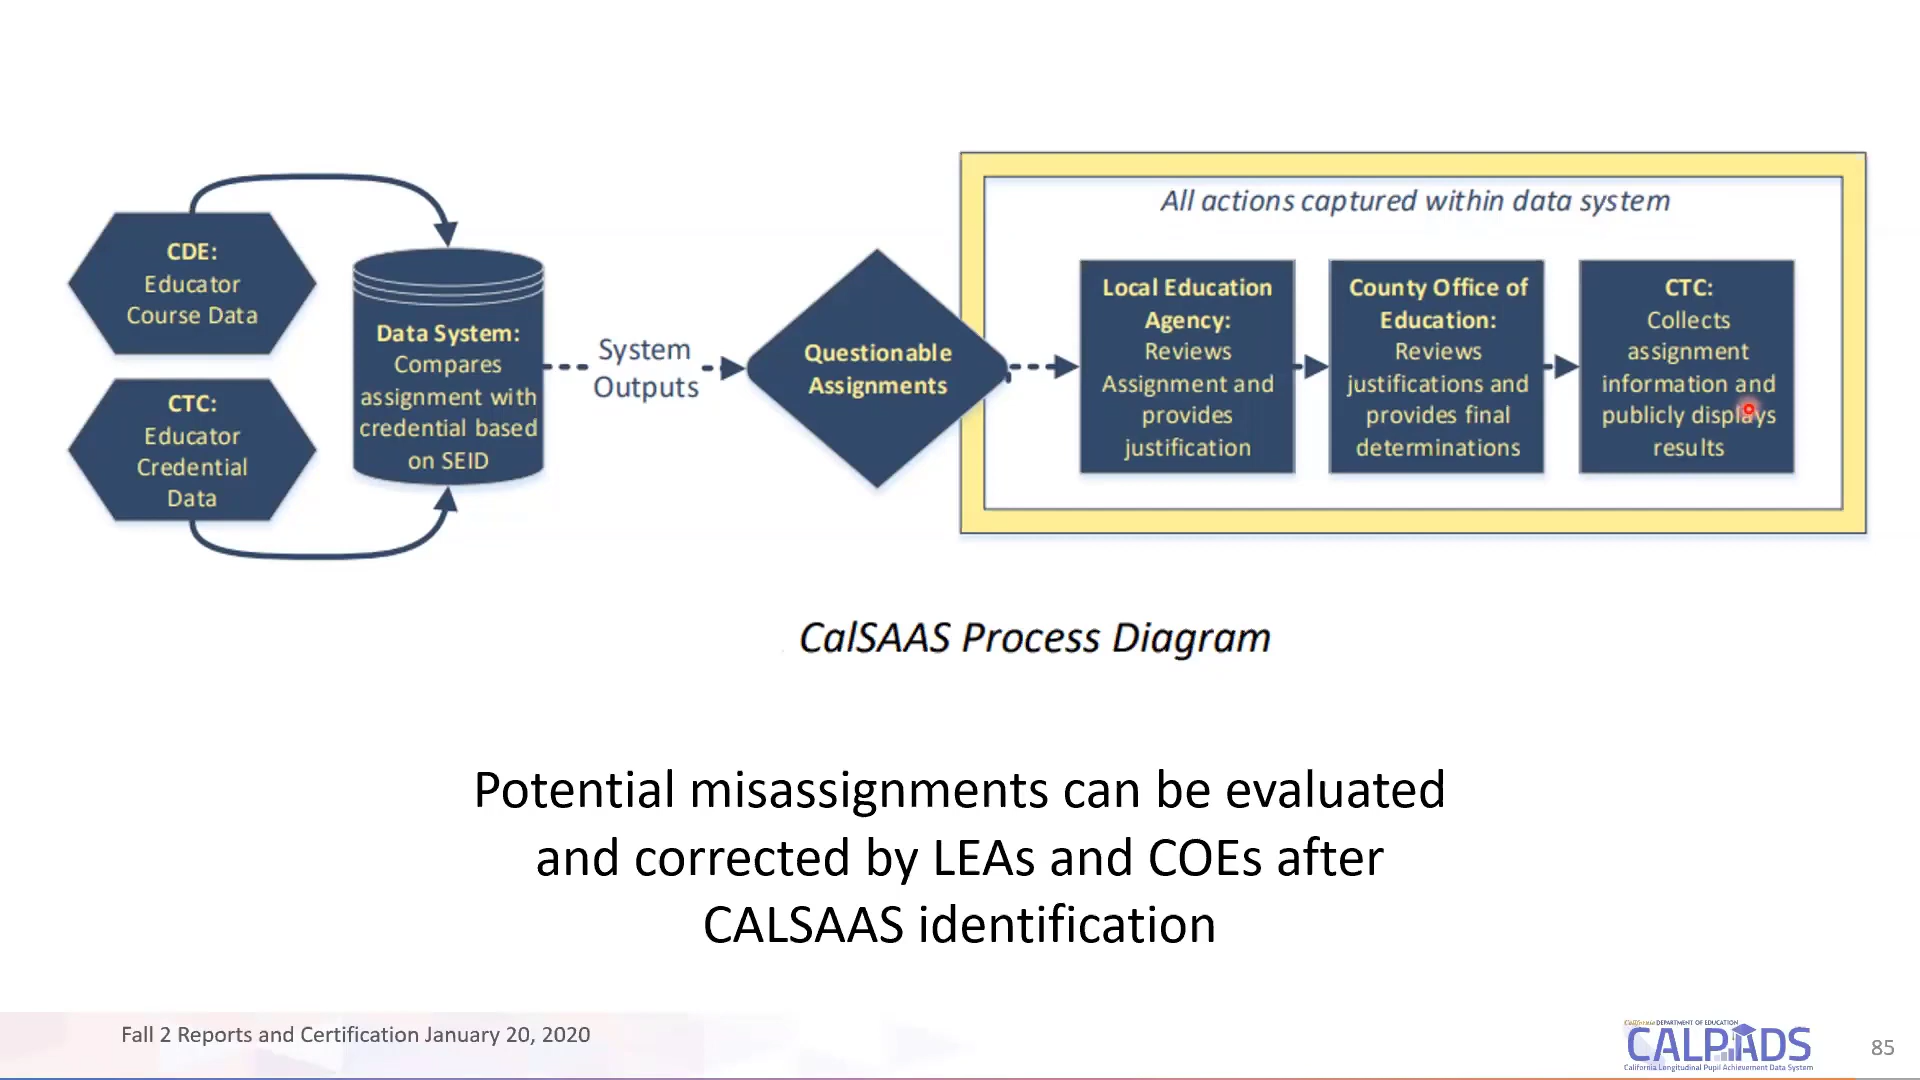 All actions captured within data system
CDE:
Educator
Course Data
CTC:
Educator
Credential
Data
Data System:
Compares
assignment with
credential based
on SEID
System
Outputs
Questionable
Assignments
Local Education
Agency:
Reviews
Assignment and
provides
justification
County Office of
Education:
Reviews
justifications and
provides final
determinations
CTC:
Collects
assignment
information and
publicly displays
results
CalSAAS Process Diagram
Potential misassignments can be evaluated
and corrected by LEAs and COEs after
CALSAAS identification
Fall 2 Reports and Certification January 20, 2020
California DEPARTMENT OF EDUCATION
CALPADS
California Longitudinal Pupil Achievement Data System
85